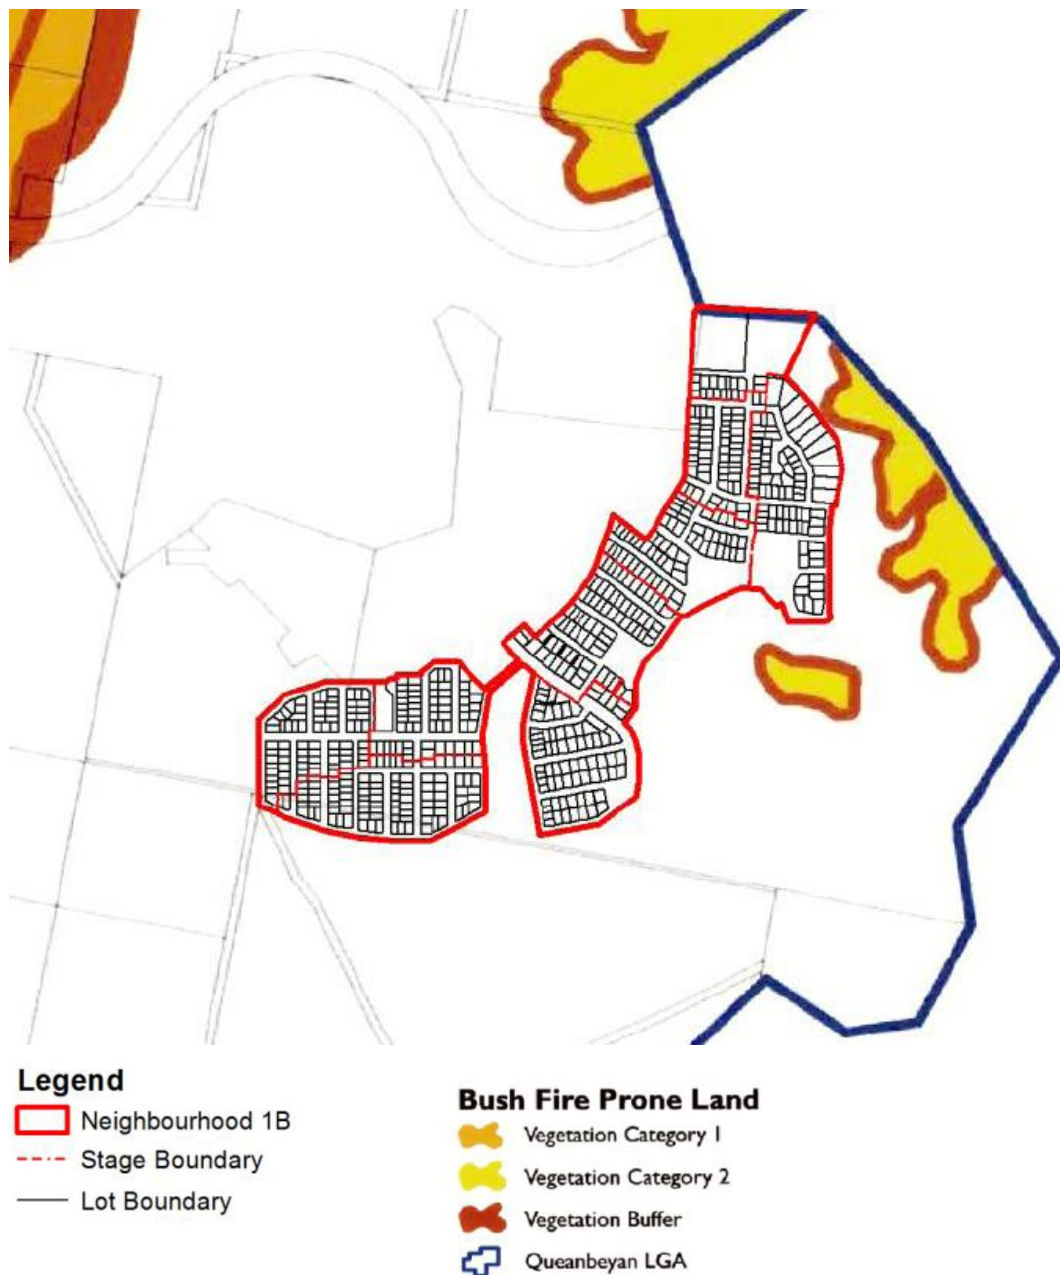 Legend
Neighbourhood 1B
Stage Boundary
Lot Boundary
Bush Fire Prone Land
Vegetation Category 1
Vegetation Category 2
Vegetation Buffer
Queanbeyan LGA